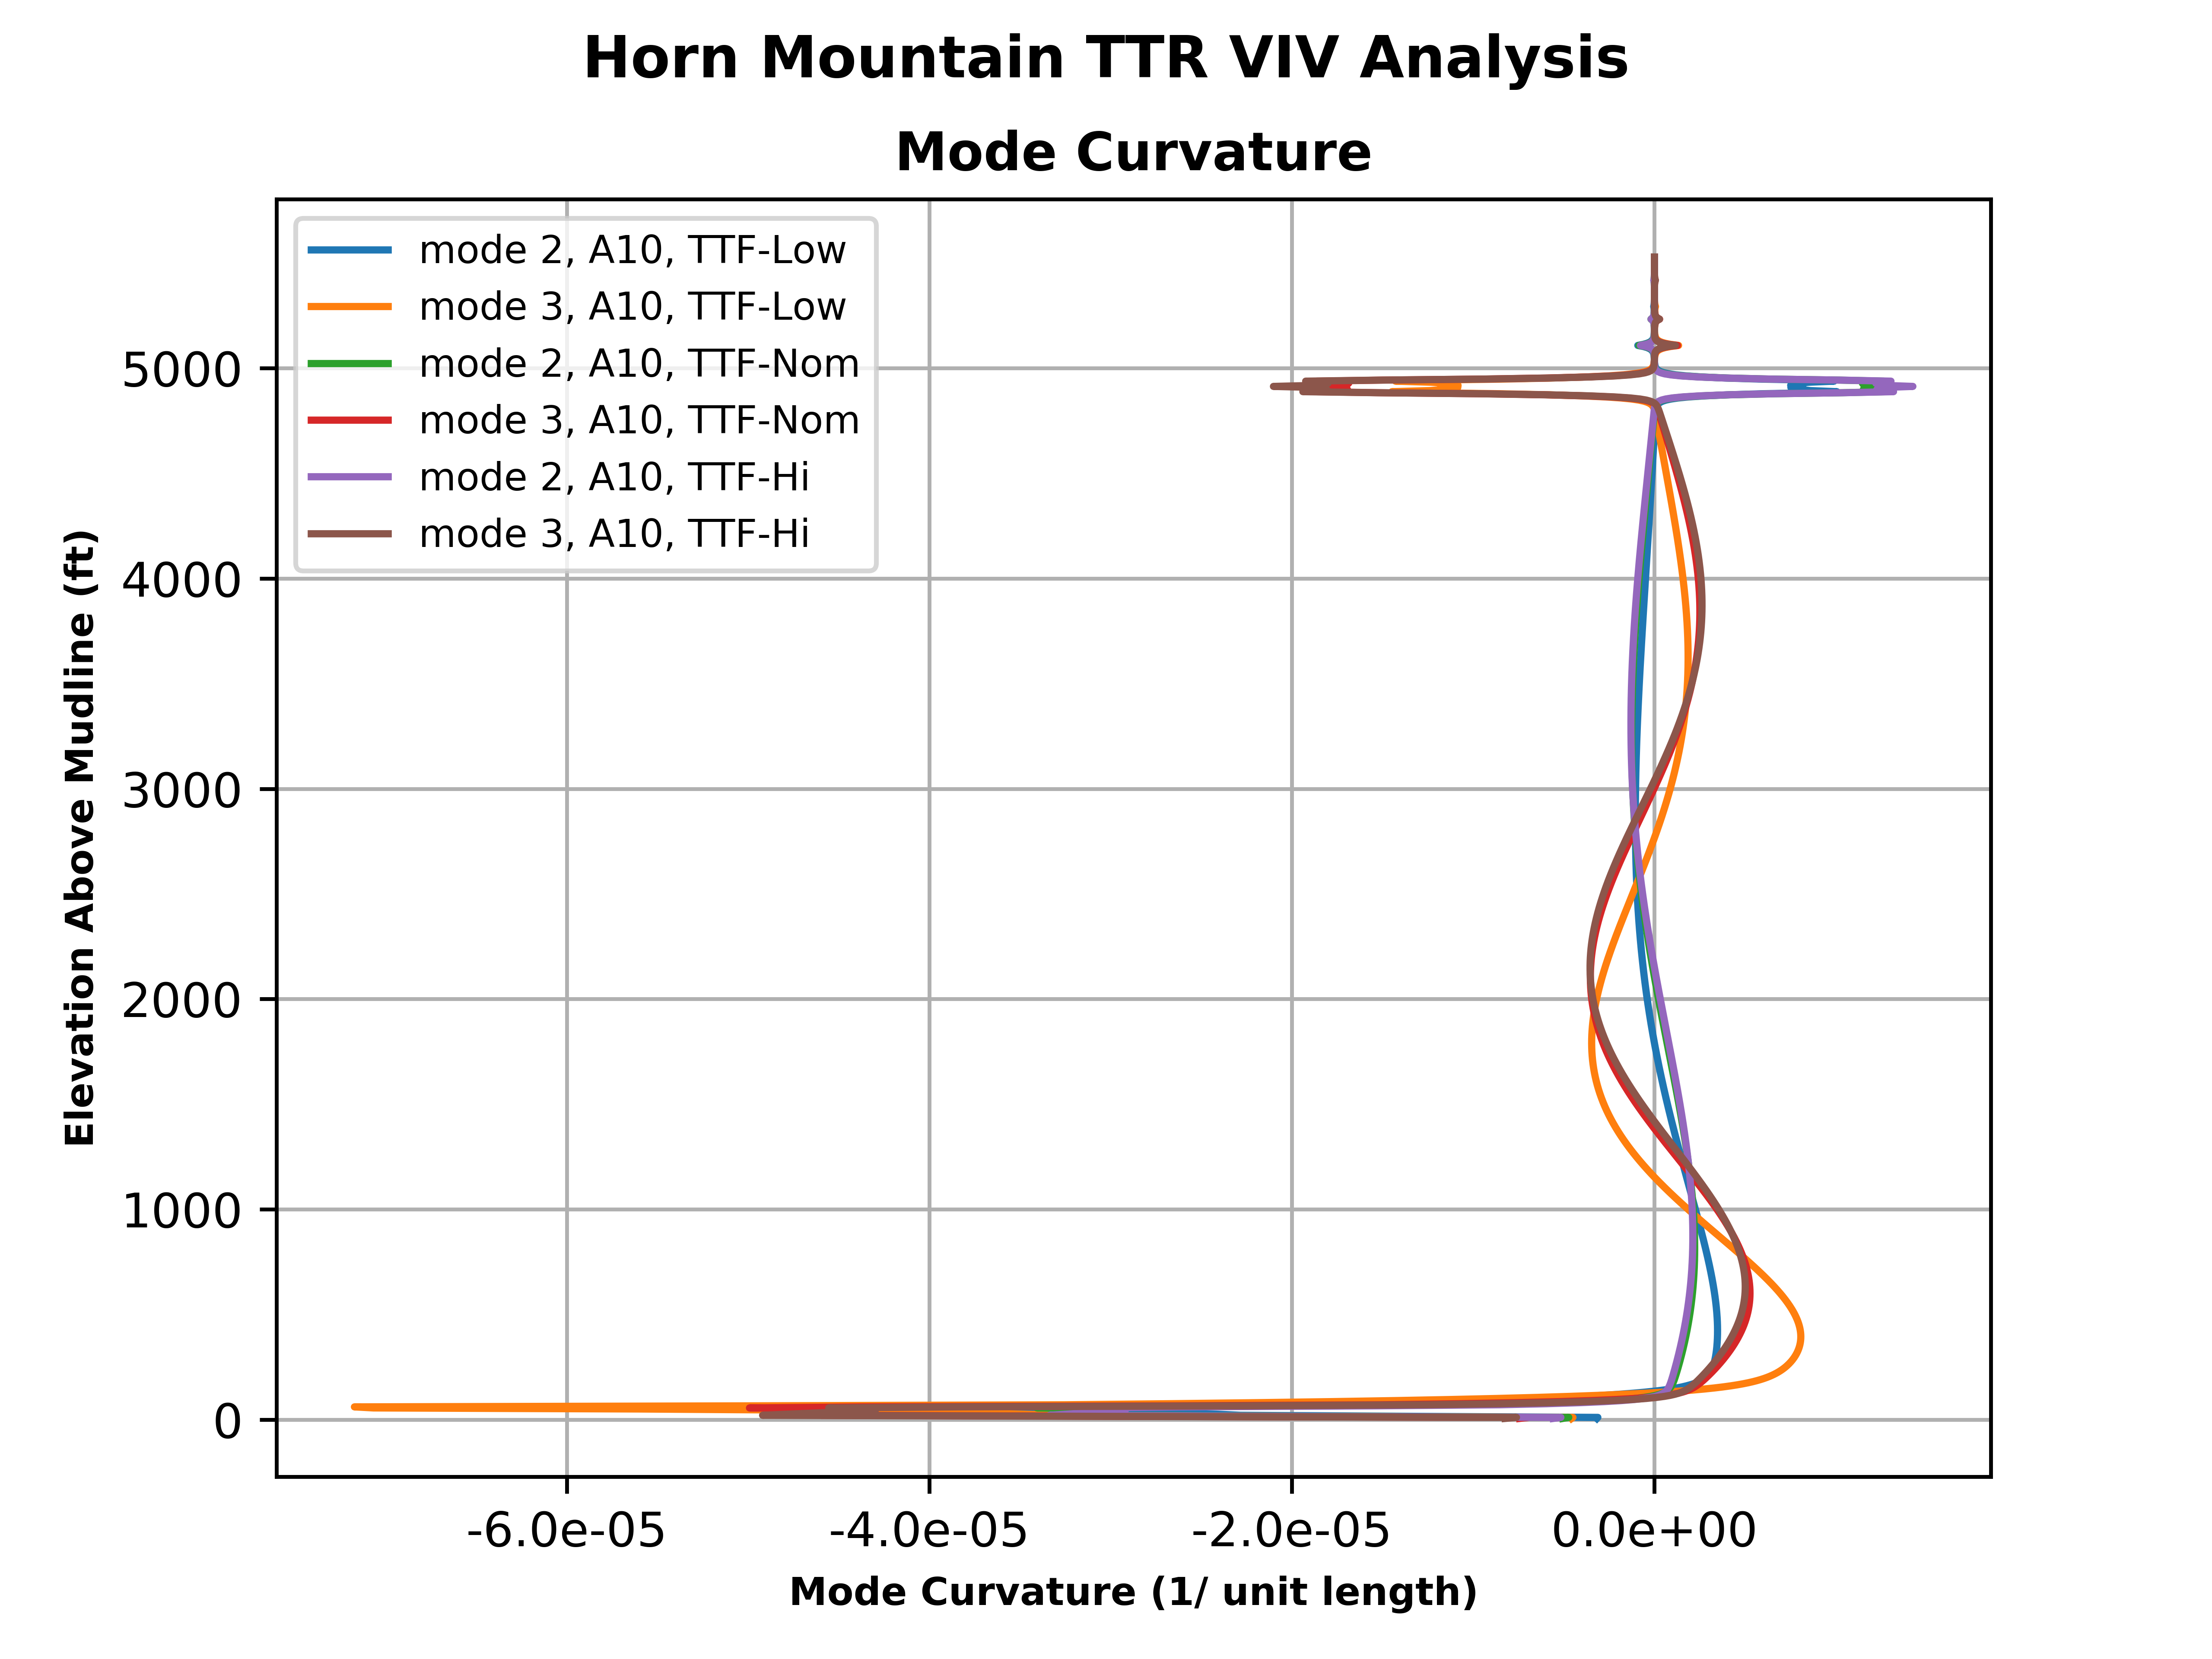 Horn Mountain TTR VIV Analysis
Mode Curvature
mode 2, A10, TTF-Low
mode 3, A10, TTF-Low
mode 2, A10, TTF-Nom
mode 3, A10, TTF-Nom
mode 2, A10, TTF-Hi
mode 3, A10, TTF-Hi
Elevation Above Mudline (ft)
5000
4000
3000
2000
1000
0
-6.0e-05 -4.0e-05 -2.0e-05 0.0e+00
Mode Curvature (1/ unit length)